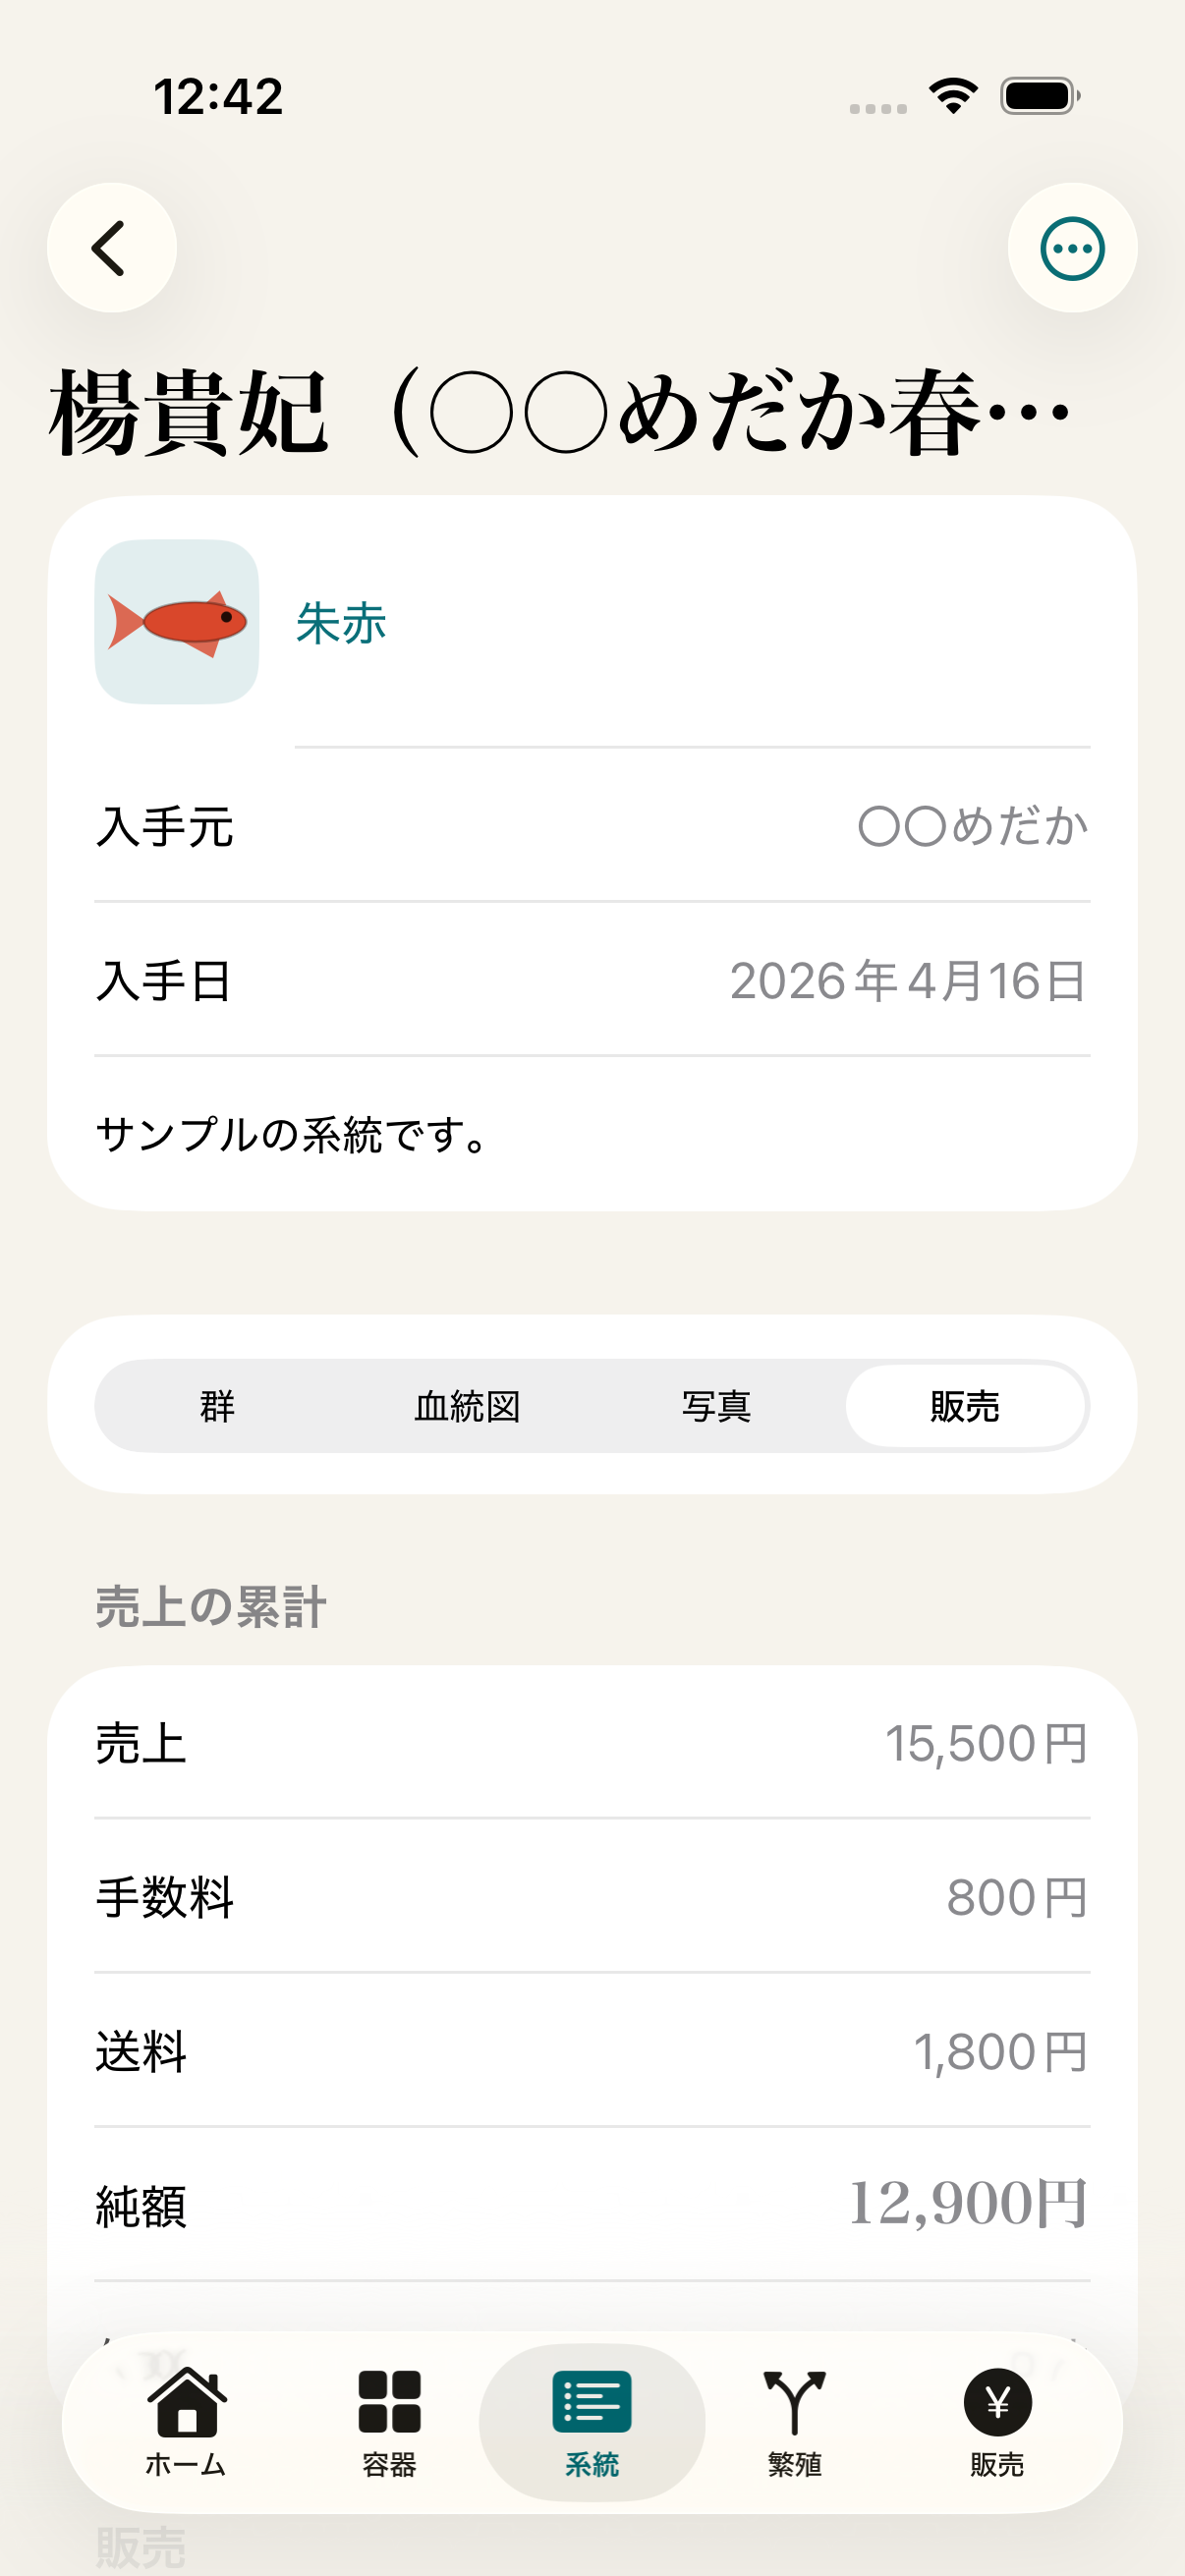 12:42
楊貴妃（〇〇めだか春…
朱赤
入手元 〇〇めだか
入手日 2026年4月16日
サンプルの系統です。
群 血統図 写真 販売
売上の累計
売上 15,500円
手数料 800円
送料 1,800円
純額 12,900円
ホーム 容器 系統 繁殖 販売
販売